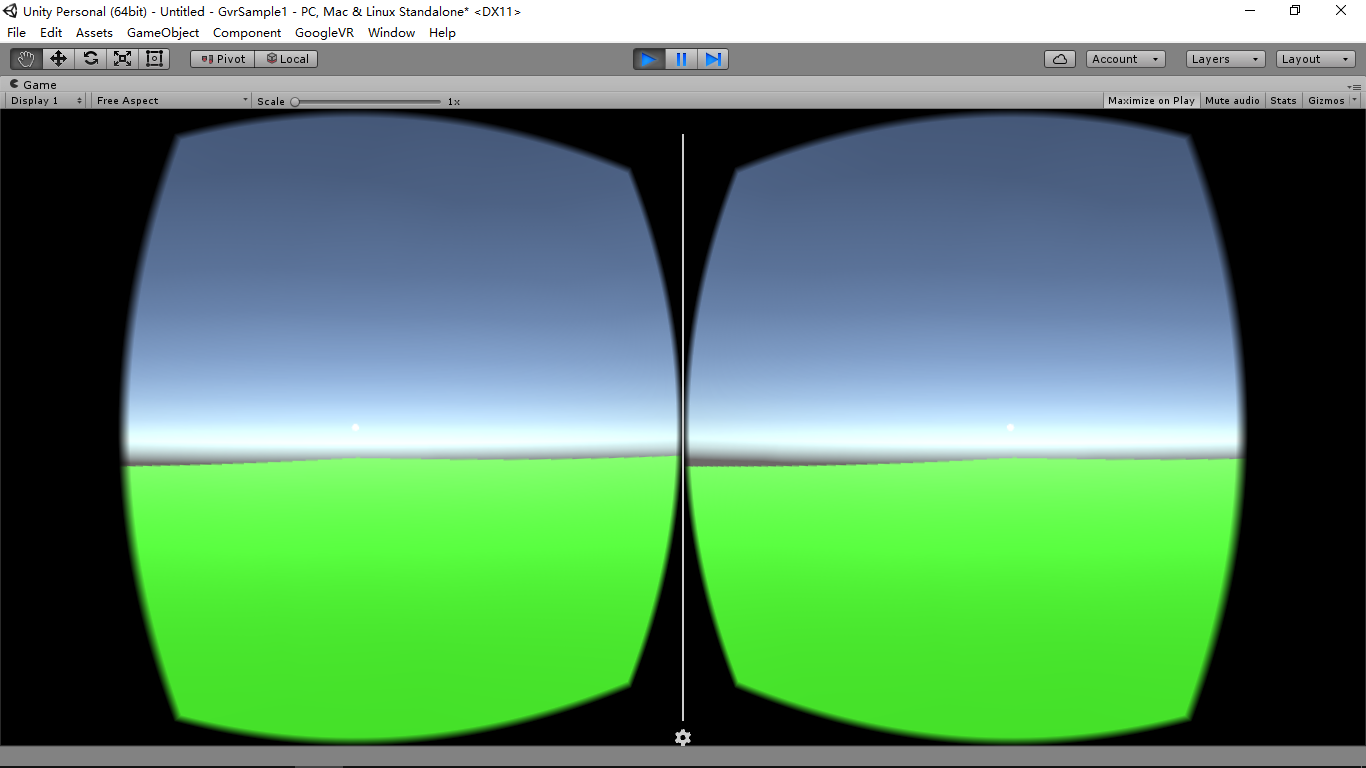 Unity Personal (64bit) - Untitled - GvrSample1 - PC, Mac & Linux Standalone* <DX11>
File Edit Assets GameObject Component GoogleVR Window Help
Pivot Local Account Layers Layout
Game
Display 1 Free Aspect Scale 1x Maximize on Play Mute audio Stats Gizmos